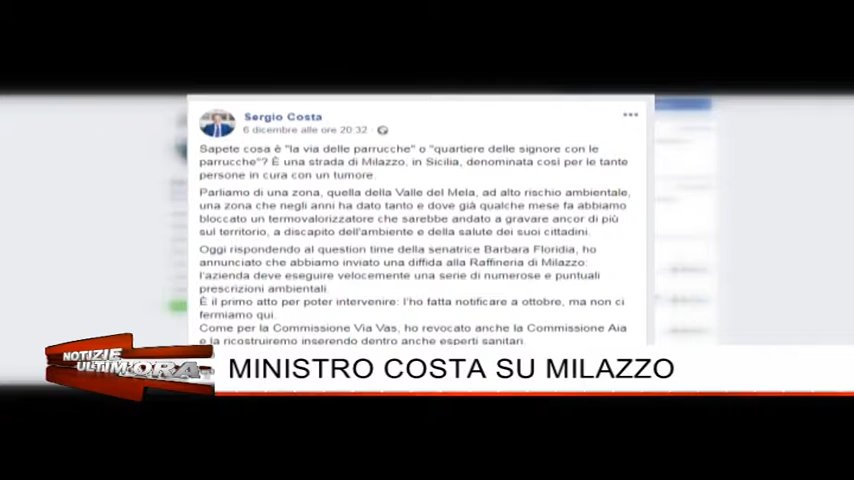 Sergio Costa
6 dicembre alle ore 20:32 ·
Sapete cosa è "la via delle parrucche" o "quartiere delle signore con le
parrucche"? È una strada di Milazzo, in Sicilia, denominata così per le tante
persone in cura con un tumore.
Parliamo di una zona, quella della Valle del Mela, ad alto rischio ambientale,
una zona che negli anni ha dato tanto e dove già qualche mese fa abbiamo
bloccato un termovalorizzatore che sarebbe andato a gravare ancor di più
sul territorio, a discapito dell'ambiente e della salute dei suoi cittadini.
Oggi rispondendo al question time della senatrice Barbara Floridia, ho
annunciato che abbiamo inviato una diffida alla Raffineria di Milazzo:
l'azienda deve eseguire velocemente una serie di numerose e puntuali
prescrizioni ambientali.
È il primo atto per poter intervenire: l'ho fatta notificare a ottobre, ma non ci
fermiamo qui.
Come per la Commissione Via Vas, ho revocato anche la Commissione Aia
e la ricostruiremo inserendo dentro anche esperti sanitari.
NOTIZIE
ULTIM'ORA
MINISTRO COSTA SU MILAZZO